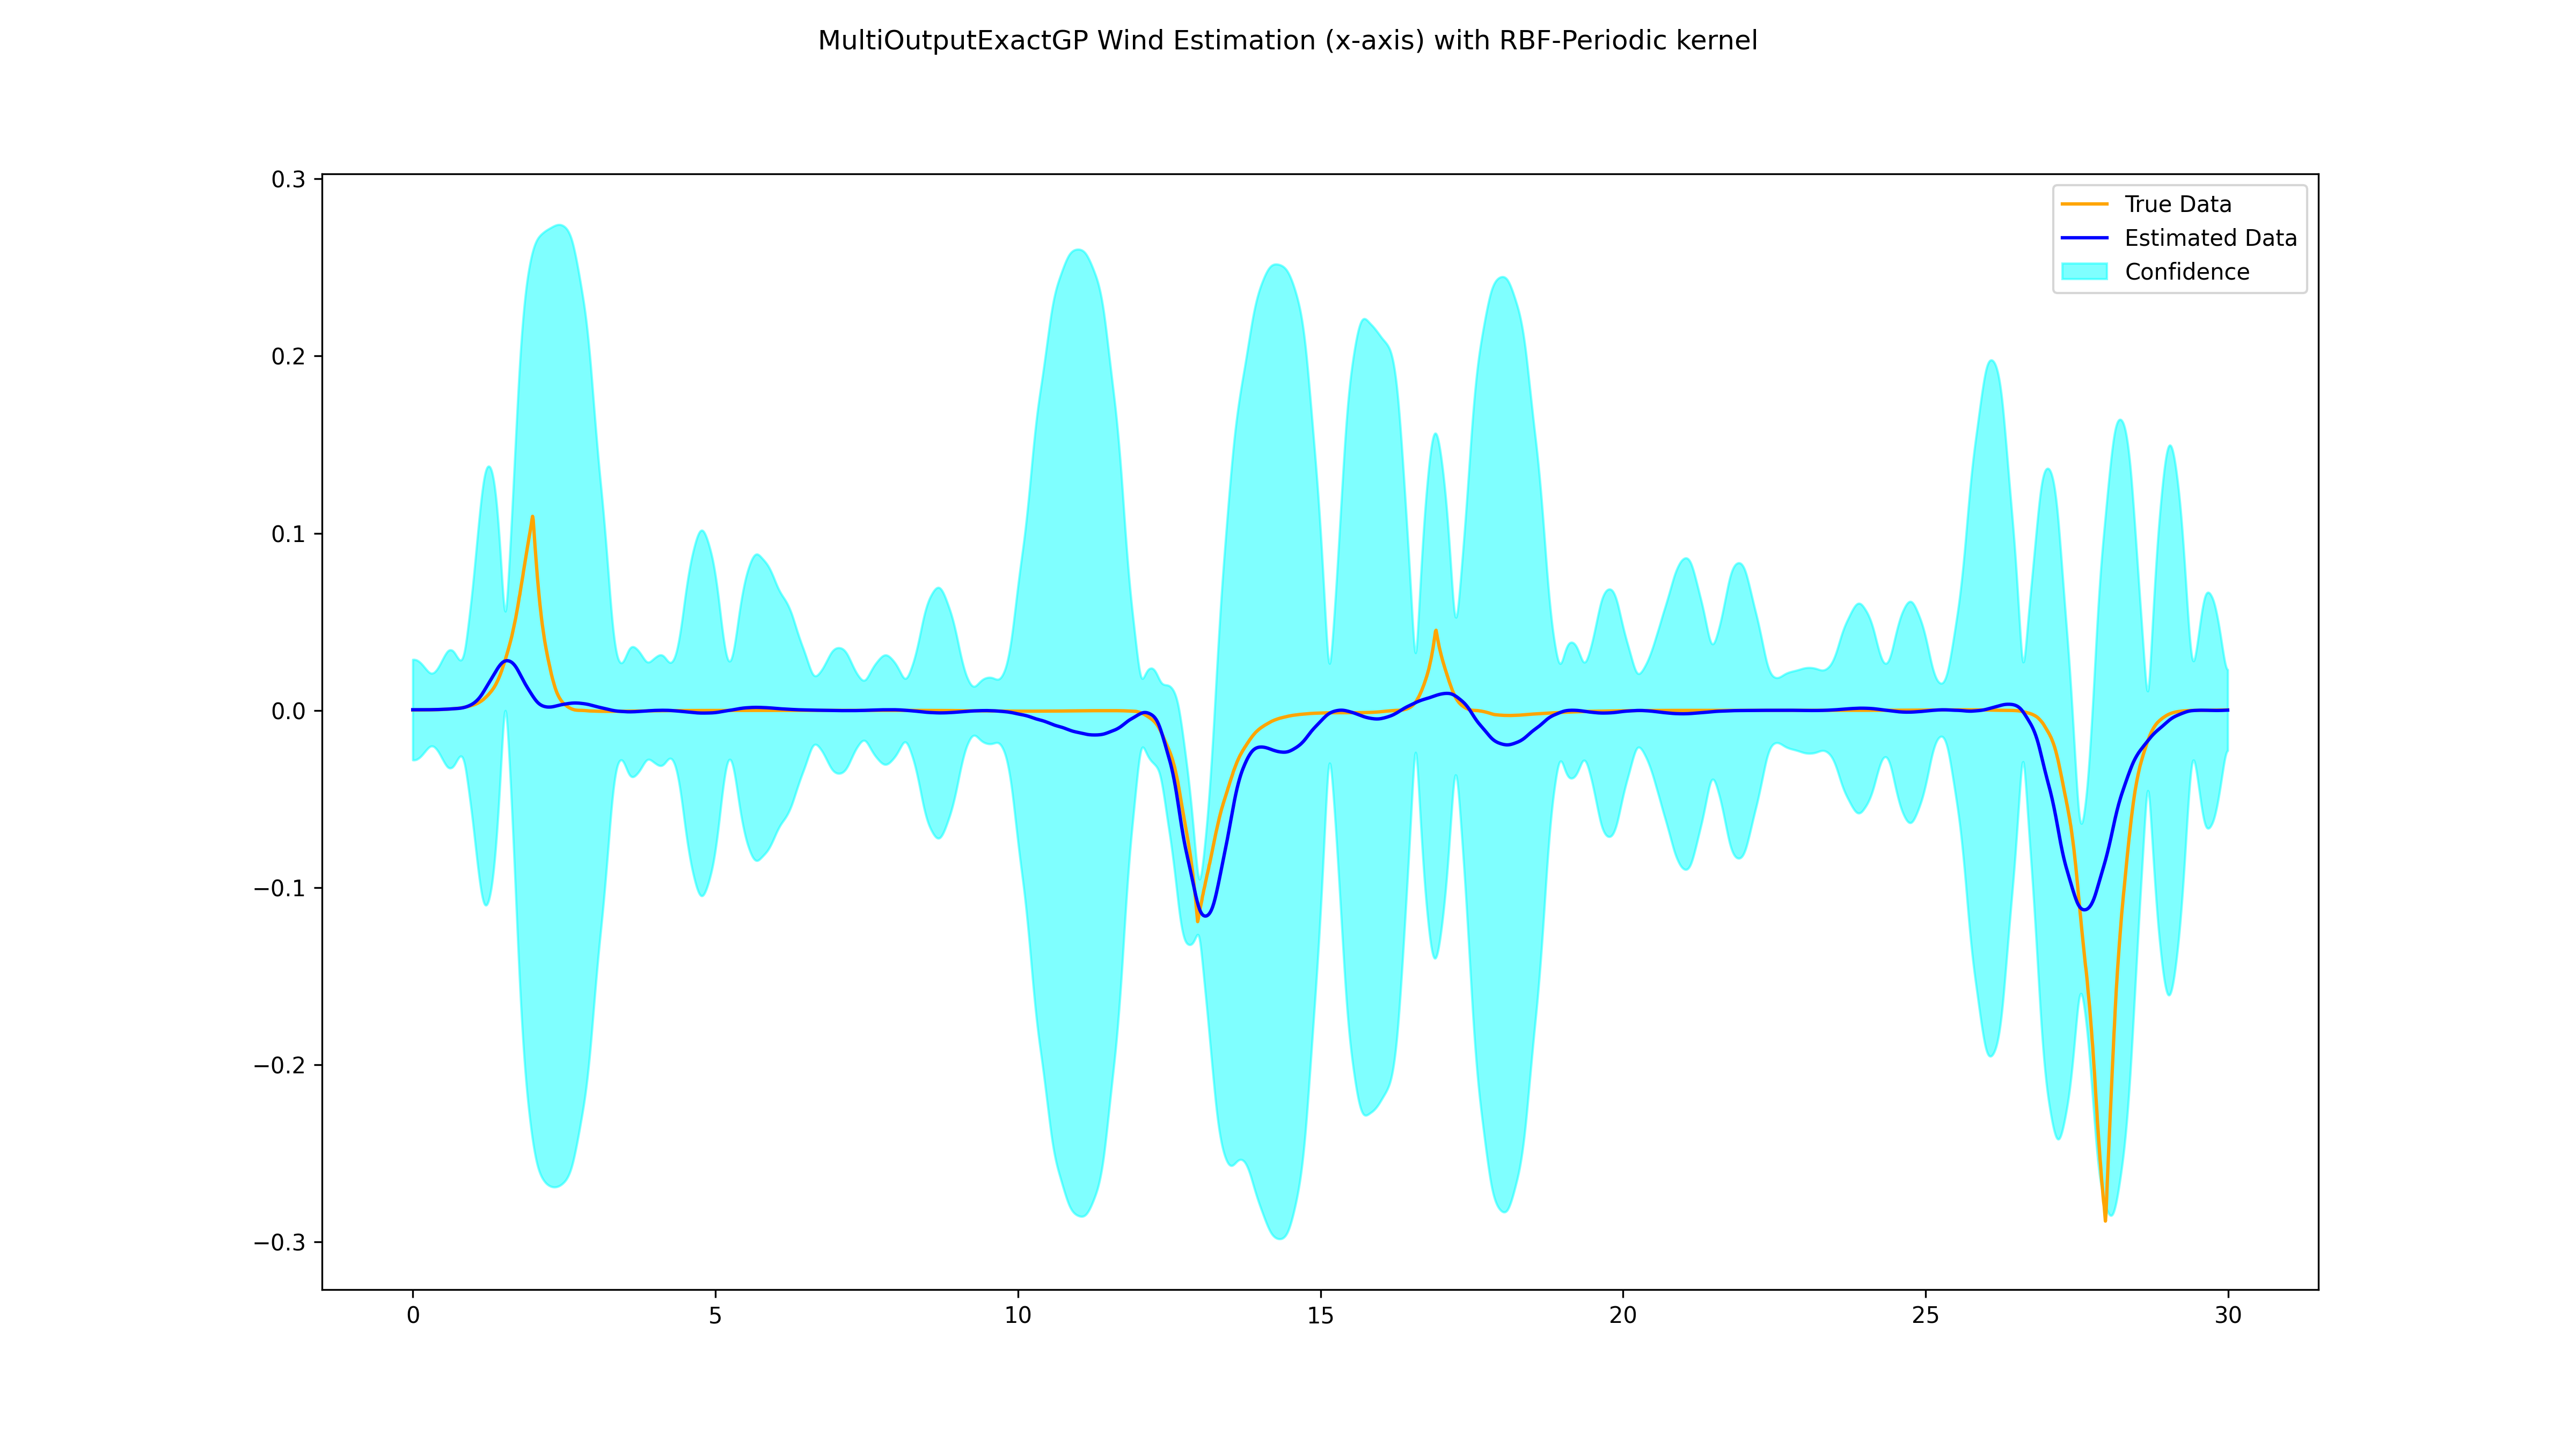 MultiOutputExactGP Wind Estimation (x-axis) with RBF-Periodic kernel
0.3
0.2
0.1
0.0
−0.1
−0.2
−0.3
True Data
Estimated Data
Confidence
0 5 10 15 20 25 30